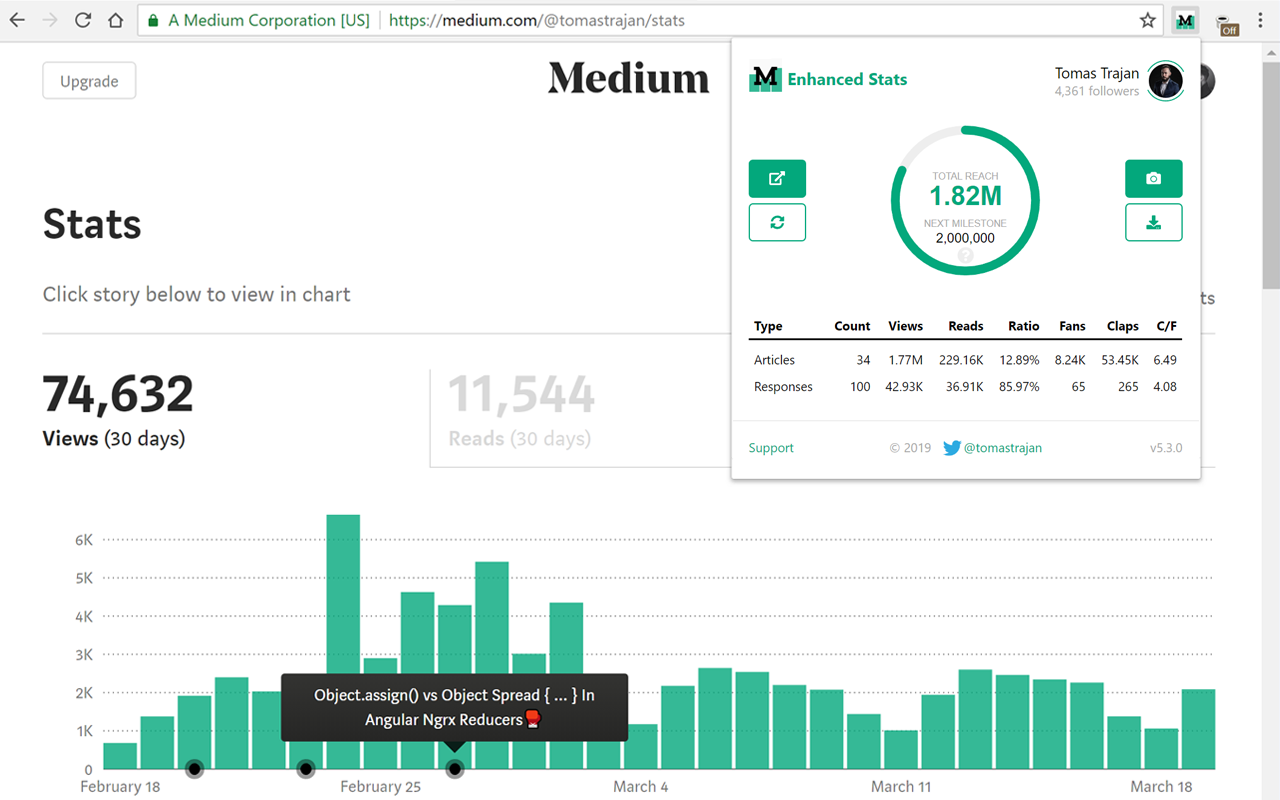 A Medium Corporation [US] https://medium.com/@tomastrajan/stats
Off
Upgrade
Medium
M Enhanced Stats
Tomas Trajan
4,361 followers
TOTAL REACH
1.82M
NEXT MILESTONE
2,000,000
?
Stats
Click story below to view in chart
ts
Type Count Views Reads Ratio Fans Claps C/F
Articles 34 1.77M 229.16K 12.89% 8.24K 53.45K 6.49
Responses 100 42.93K 36.91K 85.97% 65 265 4.08
Support © 2019 @tomastrajan v5.3.0
74,632
Views (30 days)
11,544
Reads (30 days)
6K
5K
4K
3K
2K
1K
0
Object.assign() vs Object Spread { ... } In
Angular Ngrx Reducers🥊
February 18 February 25 March 4 March 11 March 18